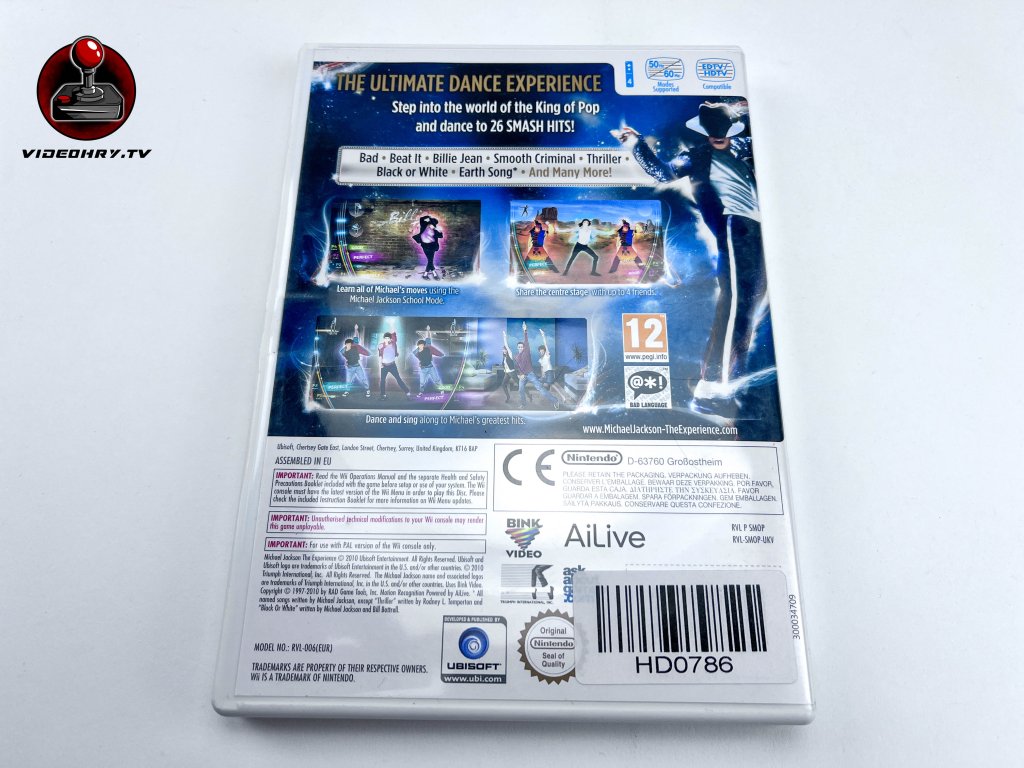 VIDEOHRY.TV
THE ULTIMATE DANCE EXPERIENCE
Step into the world of the King of Pop
and dance to 26 SMASH HITS!
1-4
50Hz
60Hz
Modes
Supported
EDTV
HDTV
Compatible
Bad • Beat It • Billie Jean • Smooth Criminal • Thriller •
Black or White • Earth Song* • And Many More!
PERFECT
PERFECT
Learn all of Michael's moves using the
Michael Jackson School Mode.
Share the centre stage with up to 4 friends.
PERFECT
PERFECT
Dance and sing along to Michael's greatest hits.
12
www.pegi.info
@*!
BAD LANGUAGE
www.MichaelJackson-TheExperience.com
Ubisoft, Chertsey Gate East, London Street, Chertsey, Surrey, United Kingdom, KT16 8AP
ASSEMBLED IN EU
IMPORTANT: Read the Wii Operations Manual and the separate Health and Safety
Precautions Booklet included with the game before setup or use of your system. The Wii
console must have the latest version of the Wii Menu in order to play this Disc. Please
check the included Instruction Booklet for more information on Wii Menu updates.
IMPORTANT: Unauthorised technical modifications to your Wii console may render
this game unplayable.
IMPORTANT: For use with PAL version of the Wii console only.
Michael Jackson The Experience © 2010 Ubisoft Entertainment. All Rights Reserved. Ubisoft and
Ubisoft logo are trademarks of Ubisoft Entertainment in the U.S. and/or other countries. © 2010
Triumph International, Inc. All Rights Reserved. The Michael Jackson name and associated logos
are trademarks of Triumph International, Inc. in the U.S. and/or other countries. Uses Bink Video.
Copyright © 1997-2010 by RAD Game Tools, Inc. Motion Recognition Powered by AiLive. * All
named songs written by Michael Jackson, except "Thriller" written by Rodney L. Temperton and
"Black Or White" written by Michael Jackson and Bill Bottrell.
MODEL NO.: RVL-006(EUR)
TRADEMARKS ARE PROPERTY OF THEIR RESPECTIVE OWNERS.
Wii IS A TRADEMARK OF NINTENDO.
CE
Nintendo
D-63760 Großostheim
PLEASE RETAIN THE PACKAGING. VERPACKUNG AUFHEBEN.
CONSERVER L'EMBALLAGE. BEWAAR DEZE VERPAKKING. POR FAVOR,
GUARDE ESTA CAJA. ΔΙΑΤΗΡΗΣΤΕ ΤΗΝ ΣΥΣΚΕΥΑΣΙΑ. FAVOR
GUARDAR A EMBALAGEM. SPARA FÖRPACKNINGEN. GEM EMBALLAGEN.
SÄILYTÄ PAKKAUS. CONSERVARE QUESTA CONFEZIONE.
BINK
VIDEO
AiLive
RVL P SMOP
RVL-SMOP-UKV
TRIUMPH INTERNATIONAL, INC.
ask
about
DEVELOPED & PUBLISHED BY
UBISOFT
www.ubi.com
Original
Nintendo
Seal of
Quality
HD0786
300034709